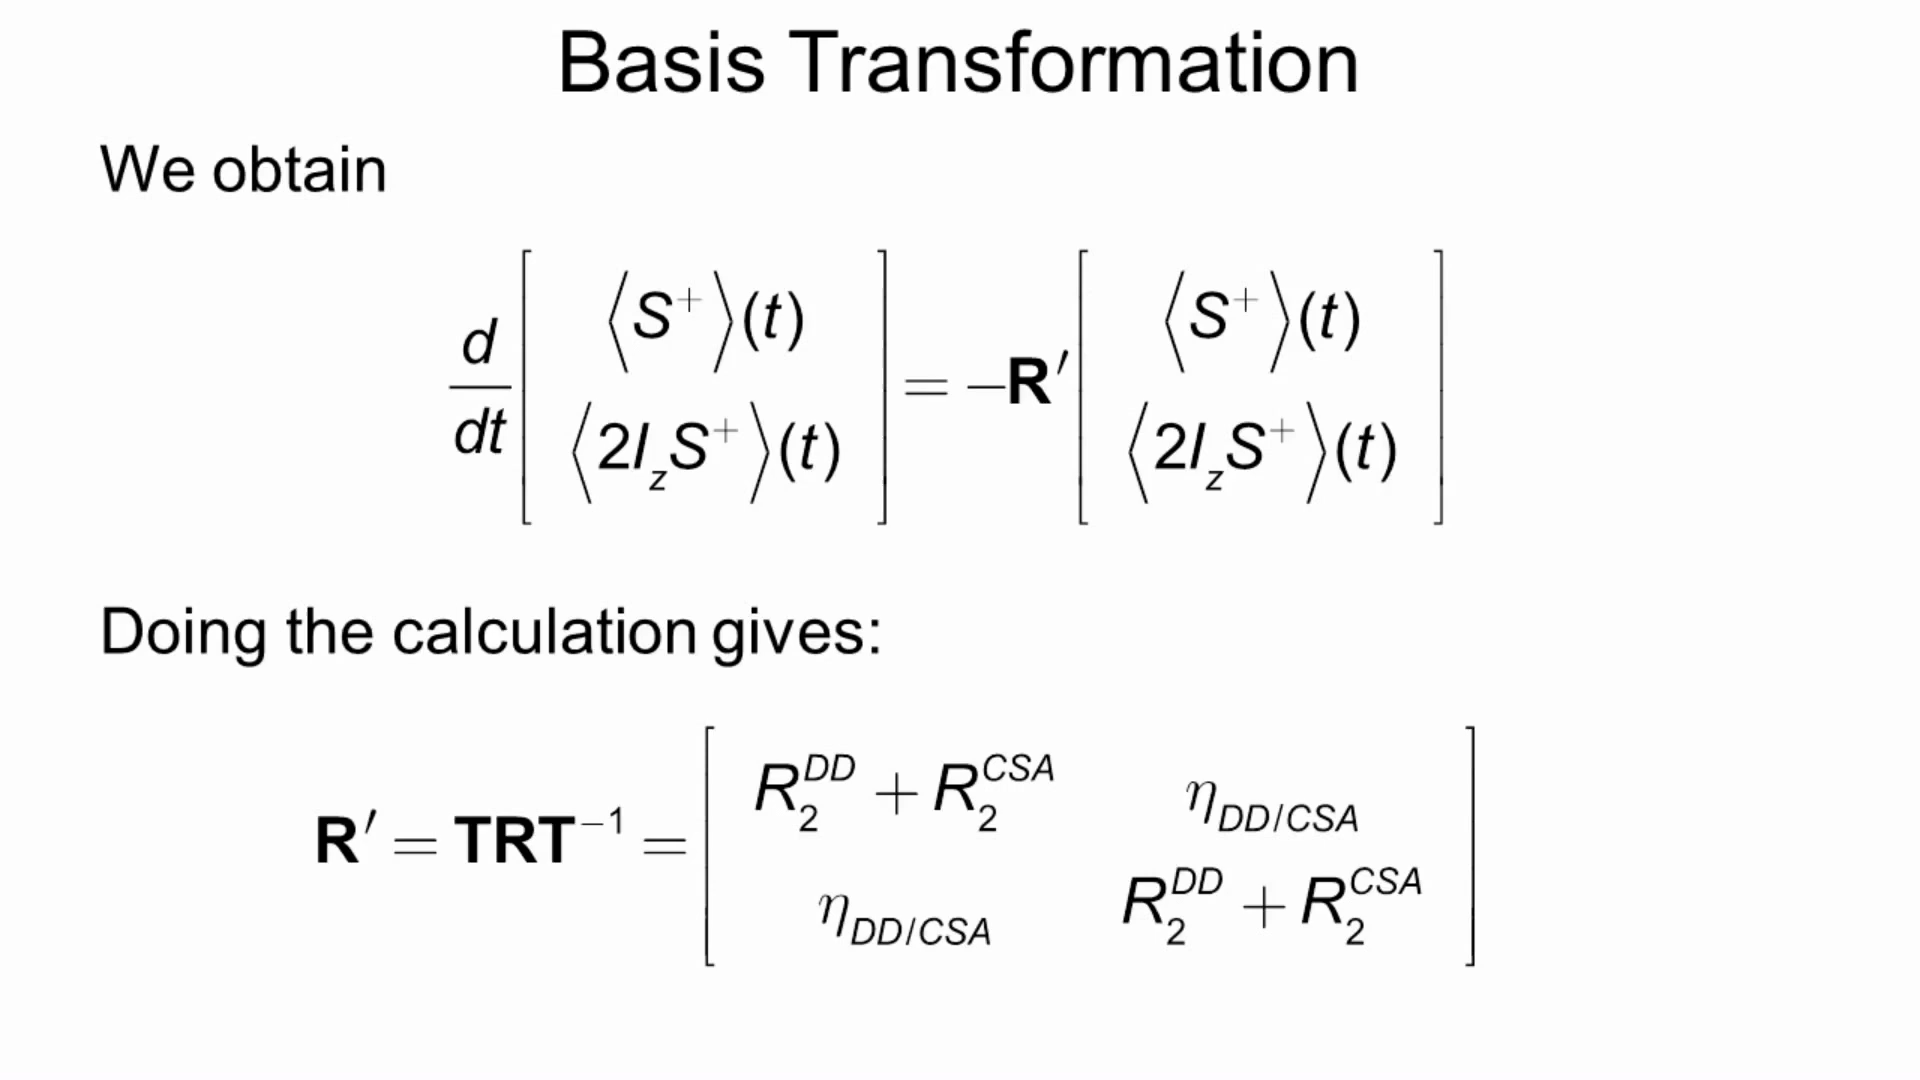 Basis Transformation
We obtain
d/dt [ ⟨S⁺⟩(t) ; ⟨2I_zS⁺⟩(t) ] = −R′ [ ⟨S⁺⟩(t) ; ⟨2I_zS⁺⟩(t) ]
Doing the calculation gives:
R′ = TRT⁻¹ = [ R₂^DD + R₂^CSA  η_DD/CSA ; η_DD/CSA  R₂^DD + R₂^CSA ]